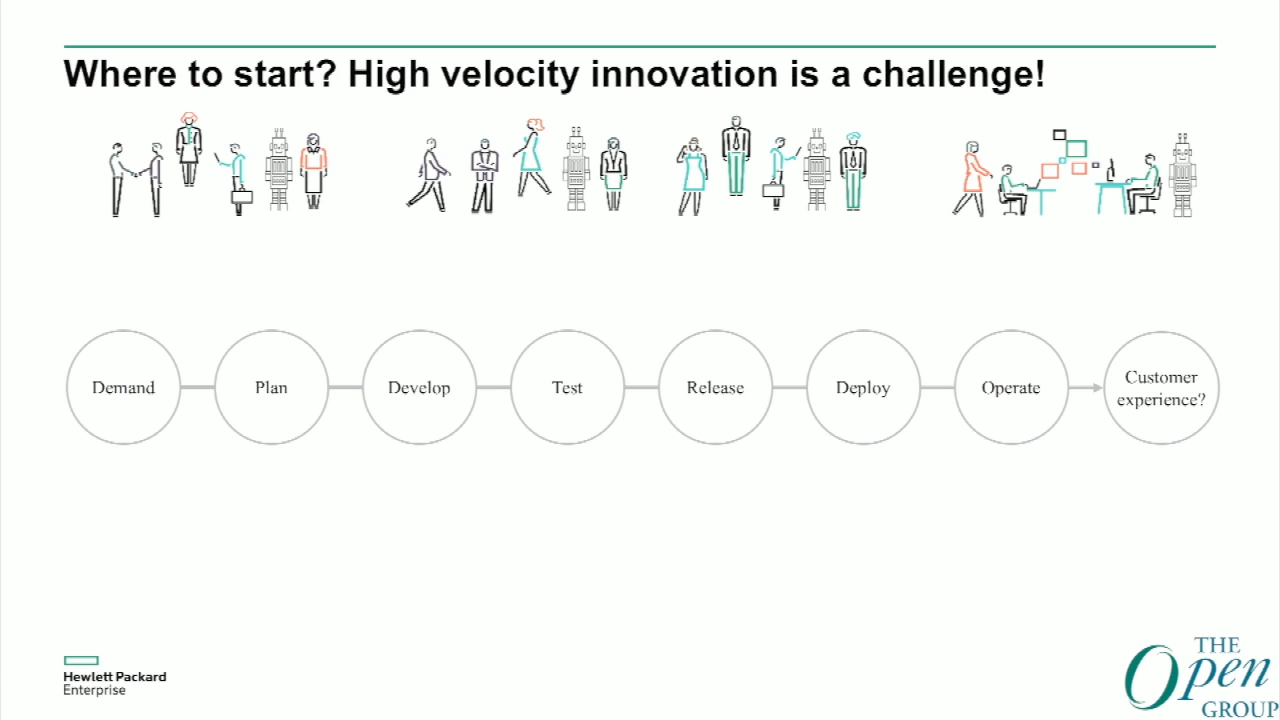 Where to start? High velocity innovation is a challenge!
Demand
Plan
Develop
Test
Release
Deploy
Operate
Customer
experience?
Hewlett Packard
Enterprise
THE
Open
GROUP